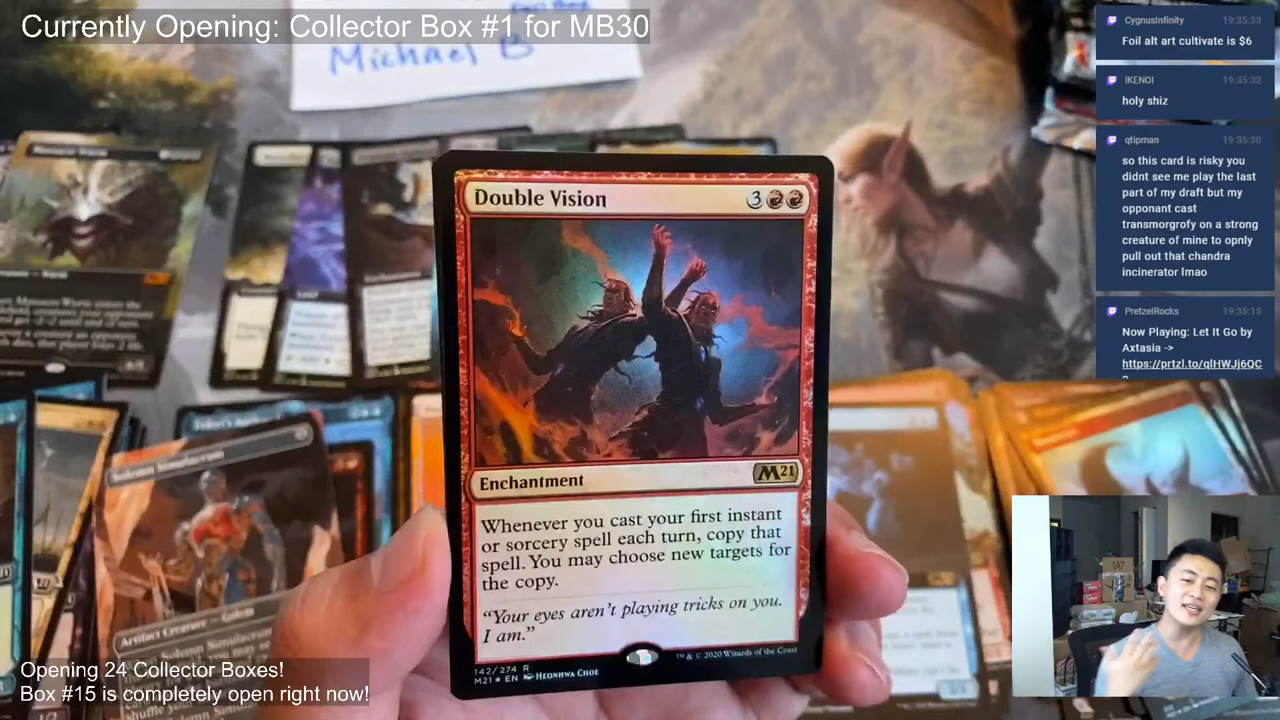 Currently Opening: Collector Box #1 for MB30
Michael B
CygnusInfinity 19:35:33
Foil alt art cultivate is $6
IKENOI 19:35:32
holy shiz
qtipman 19:35:30
so this card is risky you
didnt see me play the last
part of my draft but my
opponant cast
transmorgrofy on a strong
creature of mine to opnly
pull out that chandra
incinerator lmao
PretzelRocks 19:35:15
Now Playing: Let It Go by
Axtasia ->
https://prtzl.to/qlHWJj6QC
Double Vision 3
Enchantment M21
Whenever you cast your first instant
or sorcery spell each turn, copy that
spell. You may choose new targets for
the copy.
“Your eyes aren’t playing tricks on you.
I am.”
142/274 R
M21 ★ EN HEONHWA CHOE
™ & © 2020 Wizards of the Coast
Solemn Simulacrum
Artifact Creature — Golem
1A7
Opening 24 Collector Boxes!
Box #15 is completely open right now!